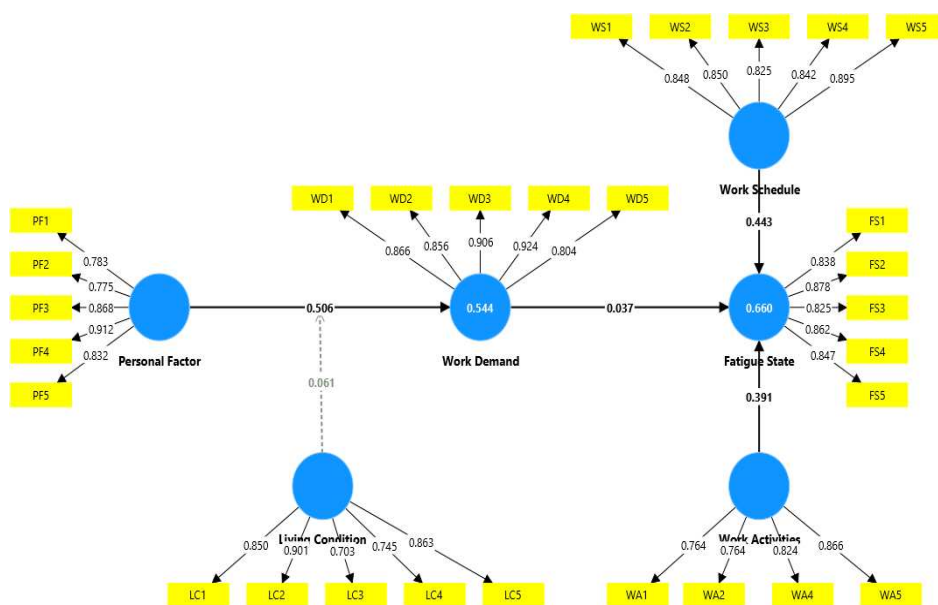 WS1 WS2 WS3 WS4 WS5
0.848 0.850 0.825 0.842 0.895
Work Schedule
0.443
WD1 WD2 WD3 WD4 WD5
0.866 0.856 0.906 0.924 0.804
PF1
PF2
PF3
PF4
PF5
0.783
0.775
0.868
0.912
0.832
Personal Factor
0.506
0.544
Work Demand
0.037
0.660
Fatigue State
FS1
FS2
FS3
FS4
FS5
0.838
0.878
0.825
0.862
0.847
0.061
0.391
Living Condition
0.850 0.901 0.703 0.745 0.863
LC1 LC2 LC3 LC4 LC5
Work Activities
0.764 0.764 0.824 0.866
WA1 WA2 WA4 WA5